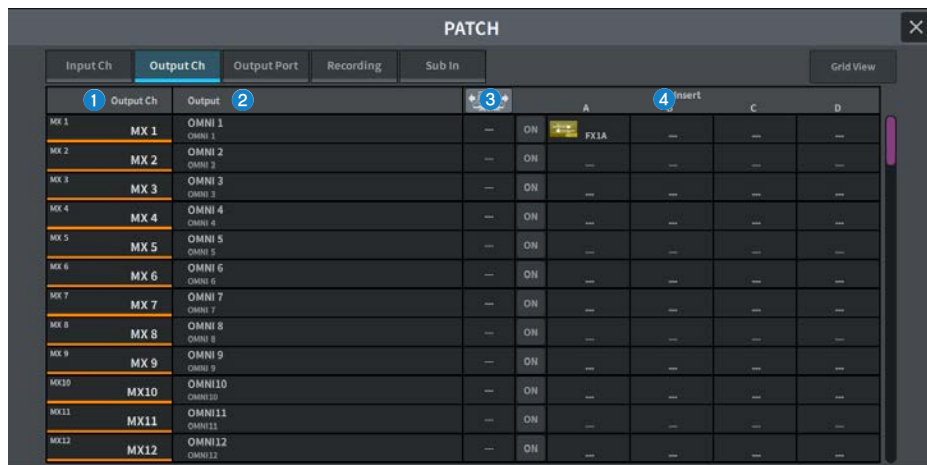 PATCH
Input Ch Output Ch Output Port Recording Sub In Grid View
1 Output Ch Output 2 3 4 Insert
A C D
MX 1 MX 1 OMNI 1 OMNI 1 --- ON FX1A --- --- ---
MX 2 MX 2 OMNI 2 OMNI 2 --- ON --- --- --- ---
MX 3 MX 3 OMNI 3 OMNI 3 --- ON --- --- --- ---
MX 4 MX 4 OMNI 4 OMNI 4 --- ON --- --- --- ---
MX 5 MX 5 OMNI 5 OMNI 5 --- ON --- --- --- ---
MX 6 MX 6 OMNI 6 OMNI 6 --- ON --- --- --- ---
MX 7 MX 7 OMNI 7 OMNI 7 --- ON --- --- --- ---
MX 8 MX 8 OMNI 8 OMNI 8 --- ON --- --- --- ---
MX 9 MX 9 OMNI 9 OMNI 9 --- ON --- --- --- ---
MX10 MX10 OMNI10 OMNI10 --- ON --- --- --- ---
MX11 MX11 OMNI11 OMNI11 --- ON --- --- --- ---
MX12 MX12 OMNI12 OMNI12 --- ON --- --- --- ---